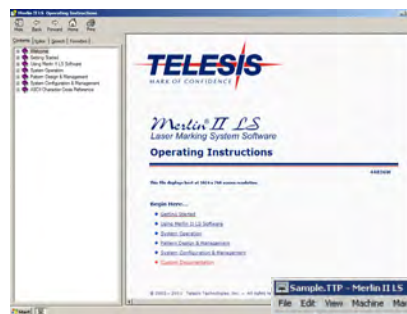 Merlin II LS Operating Instructions
Hide Back Forward Home Print
Contents Index Search Favorites
Welcome
Getting Started
Using Merlin II LS Software
System Operation
Pattern Design & Management
System Configuration & Management
ASCII Character Cross Reference
TELESIS
MARK OF CONFIDENCE
Merlin® II LS
Laser Marking System Software
Operating Instructions
This file displays best at 1024 x 768 screen resolution.
Begin Here...
Getting Started
Using Merlin II LS Software
System Operation
Pattern Design & Management
System Configuration & Management
Custom Documentation
Telesis Technologies, Inc.
Start
Sample.TTP - Merlin II LS
File Edit View Machine